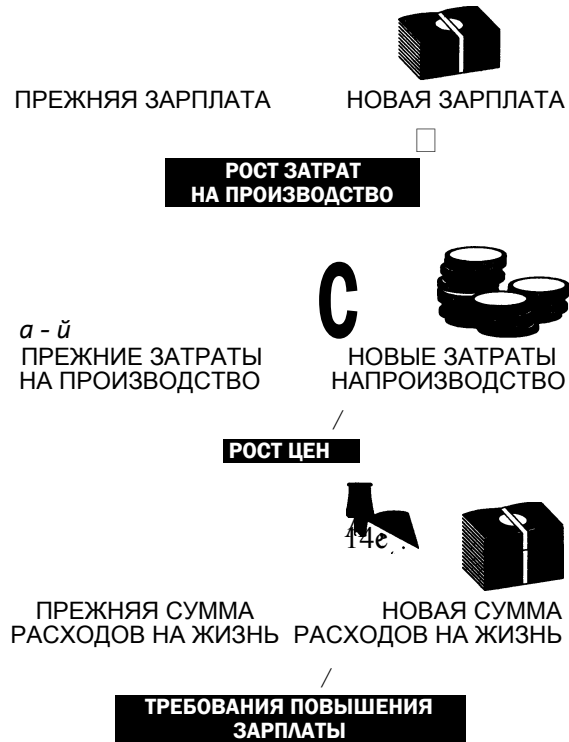 ПРЕЖНЯЯ ЗАРПЛАТА НОВАЯ ЗАРПЛАТА
РОСТ ЗАТРАТ
НА ПРОИЗВОДСТВО
С
а - й
ПРЕЖНИЕ ЗАТРАТЫ НОВЫЕ ЗАТРАТЫ
НА ПРОИЗВОДСТВО НАПРОИЗВОДСТВО
/
РОСТ ЦЕН
14е
ПРЕЖНЯЯ СУММА НОВАЯ СУММА
РАСХОДОВ НА ЖИЗНЬ РАСХОДОВ НА ЖИЗНЬ
/
ТРЕБОВАНИЯ ПОВЫШЕНИЯ
ЗАРПЛАТЫ